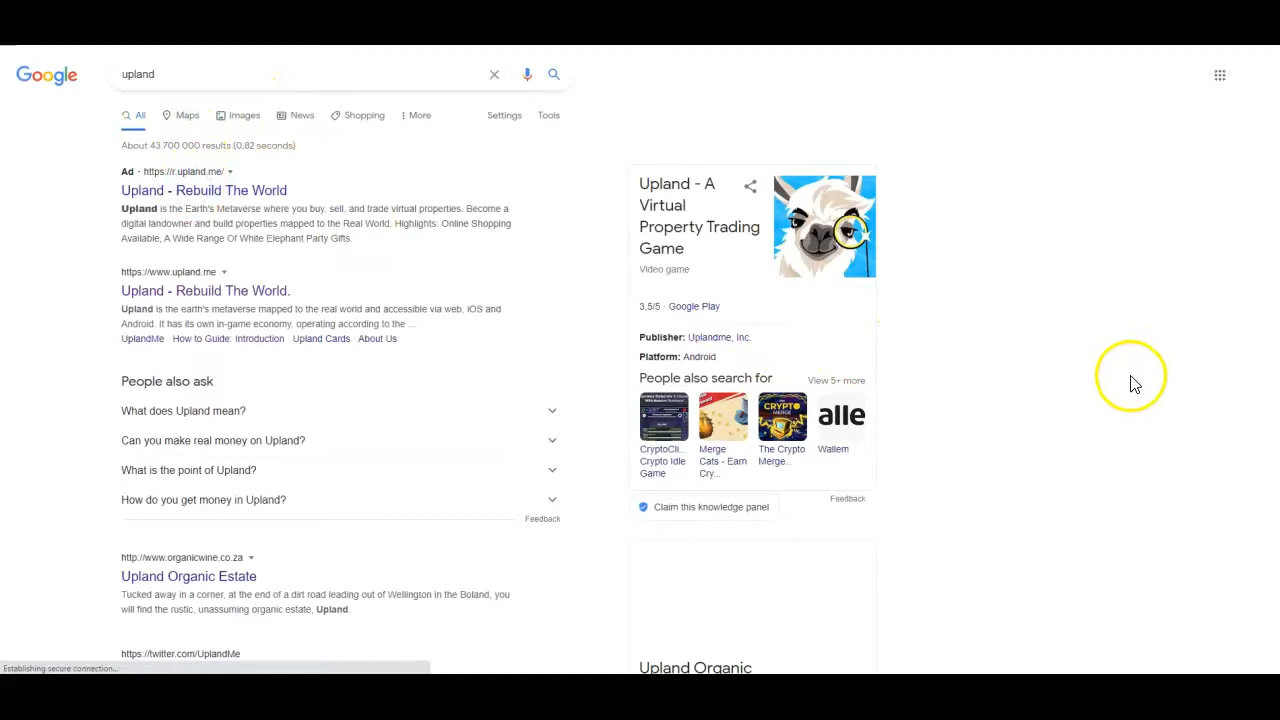 Google
upland
All Maps Images News Shopping More Settings Tools
About 43 700 000 results (0,82 seconds)
Ad · https://r.upland.me/
Upland - Rebuild The World
Upland is the Earth's Metaverse where you buy, sell, and trade virtual properties. Become a
digital landowner and build properties mapped to the Real World. Highlights: Online Shopping
Available, A Wide Range Of White Elephant Party Gifts.
https://www.upland.me
Upland - Rebuild The World.
Upland is the earth's metaverse mapped to the real world and accessible via web, iOS and
Android. It has its own in-game economy, operating according to the ...
UplandMe How to Guide: Introduction Upland Cards About Us
People also ask
What does Upland mean?
Can you make real money on Upland?
What is the point of Upland?
How do you get money in Upland?
Feedback
http://www.organicwine.co.za
Upland Organic Estate
Tucked away in a corner, at the end of a dirt road leading out of Wellington in the Boland, you
will find the rustic, unassuming organic estate, Upland.
https://twitter.com/UplandMe
Establishing secure connection...
Upland - A
Virtual
Property Trading
Game
Video game
3,5/5 · Google Play
Publisher: Uplandme, Inc.
Platform: Android
People also search for View 5+ more
CRYPTO
MERGE
alle
CryptoCli...
Crypto Idle
Game
Merge
Cats - Earn
Cry...
The Crypto
Merge...
Wallem
Feedback
Claim this knowledge panel
Upland Organic